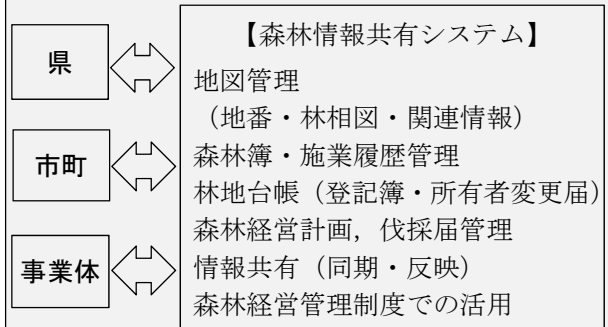 県
市町
事業体
【森林情報共有システム】
地図管理
（地番・林相図・関連情報）
森林簿・施業履歴管理
林地台帳（登記簿・所有者変更届）
森林経営計画，伐採届管理
情報共有（同期・反映）
森林経営管理制度での活用